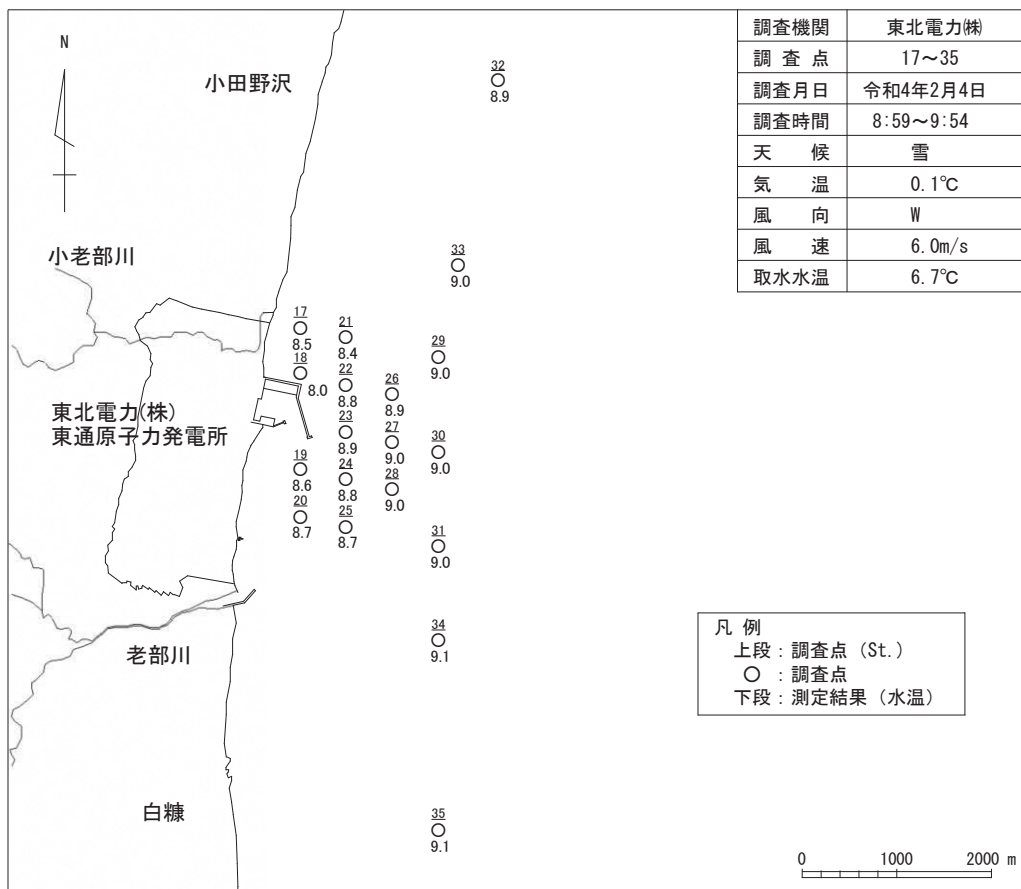 N
小田野沢
小老部川
東北電力(株)
東通原子力発電所
老部川
白糠
調査機関 東北電力㈱
調査点 17～35
調査月日 令和4年2月4日
調査時間 8:59～9:54
天候 雪
気温 0.1℃
風向 W
風速 6.0m/s
取水水温 6.7℃
32
8.9
33
9.0
17
8.5
21
8.4
29
9.0
18
8.0
22
8.8
26
8.9
23
8.9
27
9.0
30
9.0
19
8.6
24
8.8
28
9.0
20
8.7
25
8.7
31
9.0
34
9.1
35
9.1
凡 例
上段：調査点（St.）
○ ：調査点
下段：測定結果（水温）
0 1000 2000 m